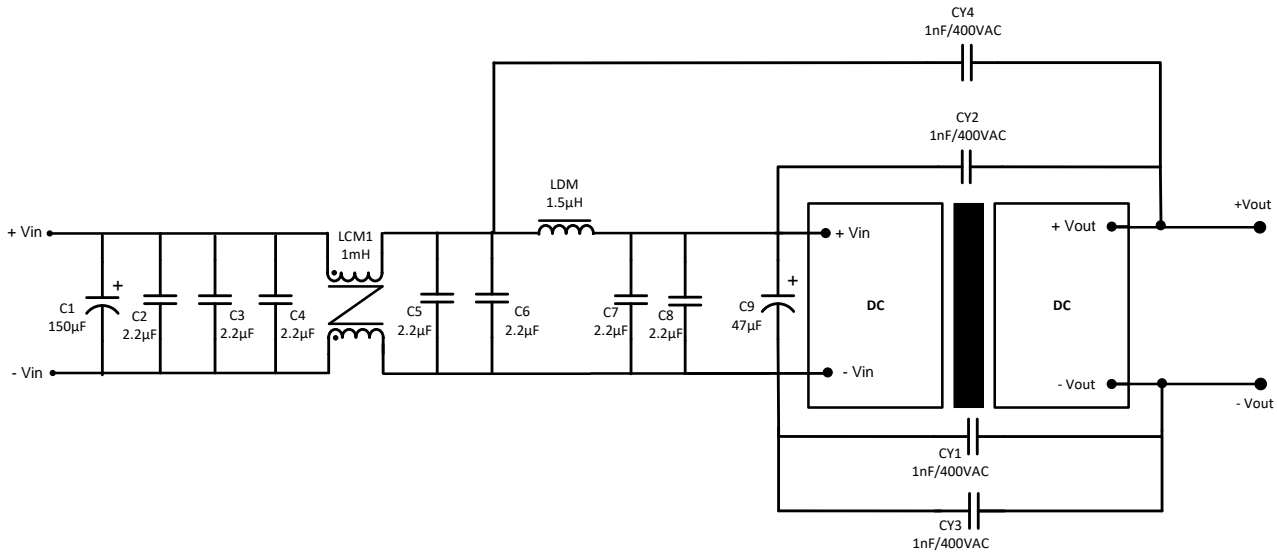 CY4
1nF/400VAC
CY2
1nF/400VAC
LDM
1.5µH
+Vout
+ Vin
LCM1
1mH
+ Vin
+ Vout
C1
150µF
+
C2
2.2µF
C3
2.2µF
C4
2.2µF
C5
2.2µF
C6
2.2µF
C7
2.2µF
C8
2.2µF
C9
47µF
+
DC
DC
- Vin
- Vin
- Vout
- Vout
CY1
1nF/400VAC
CY3
1nF/400VAC